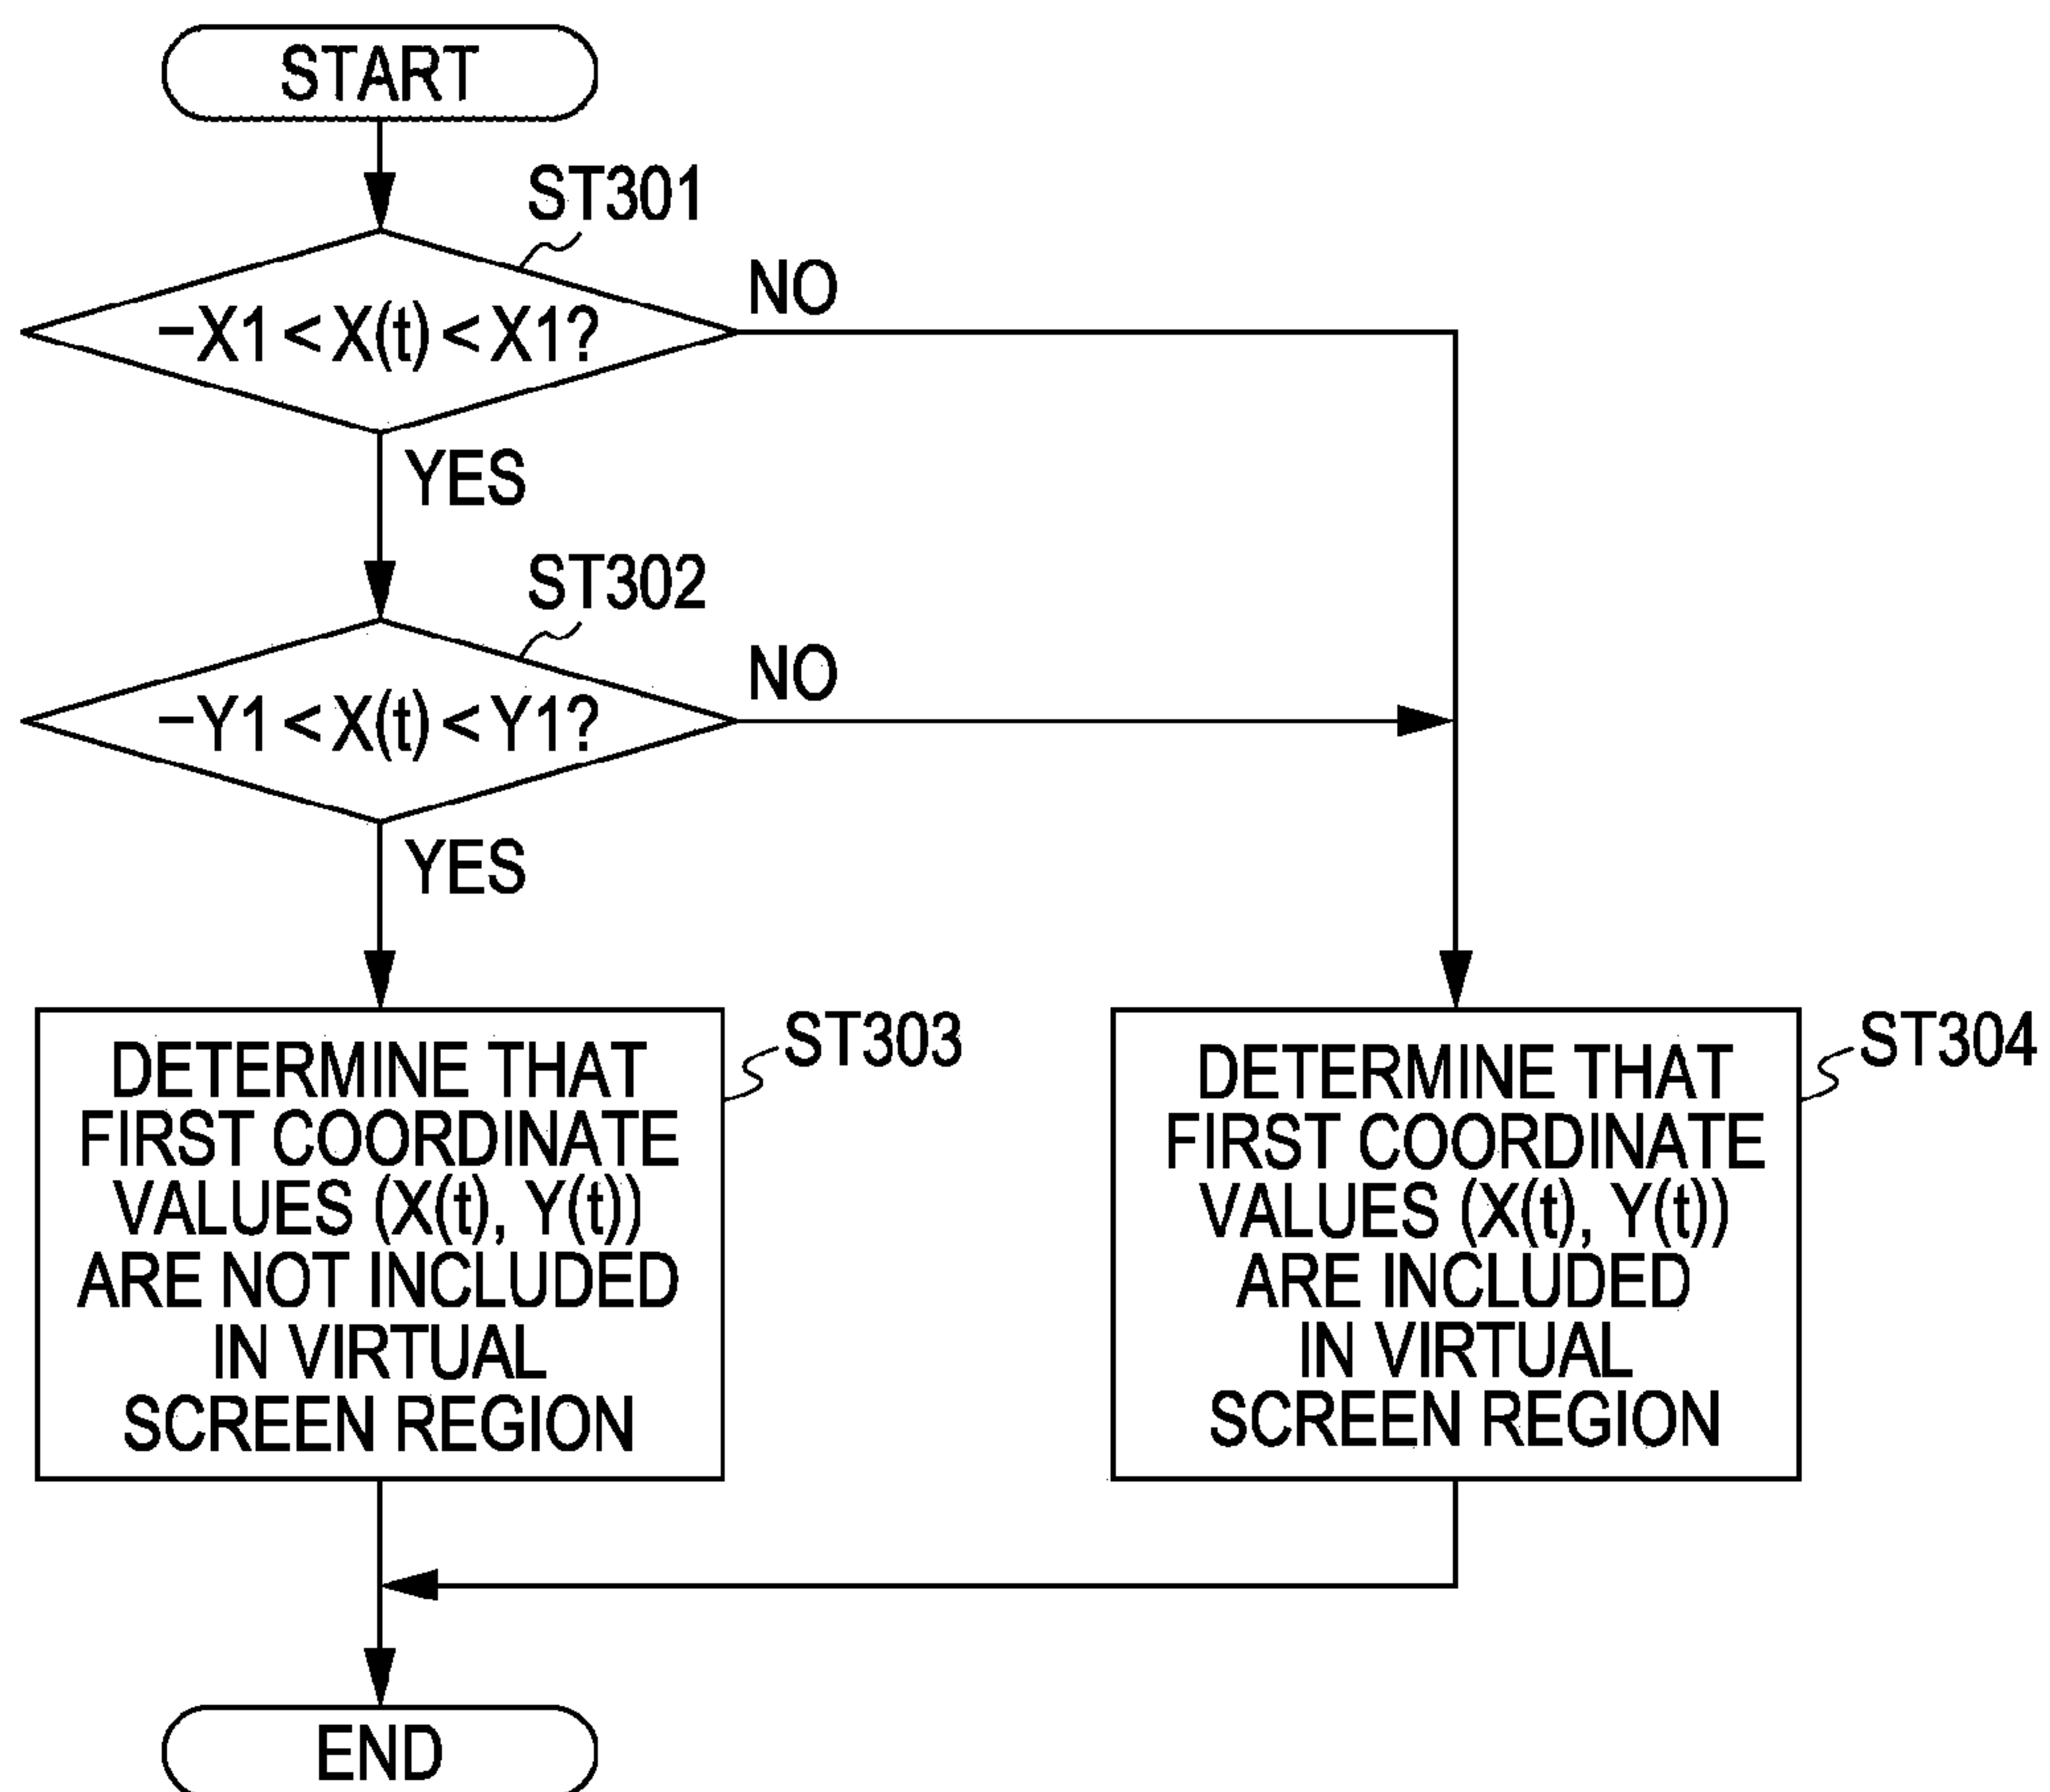 START
ST301
−X1 < X(t) < X1?
NO
YES
ST302
−Y1 < X(t) < Y1?
NO
YES
ST303
DETERMINE THAT
FIRST COORDINATE
VALUES (X(t), Y(t))
ARE NOT INCLUDED
IN VIRTUAL
SCREEN REGION
ST304
DETERMINE THAT
FIRST COORDINATE
VALUES (X(t), Y(t))
ARE INCLUDED
IN VIRTUAL
SCREEN REGION
END